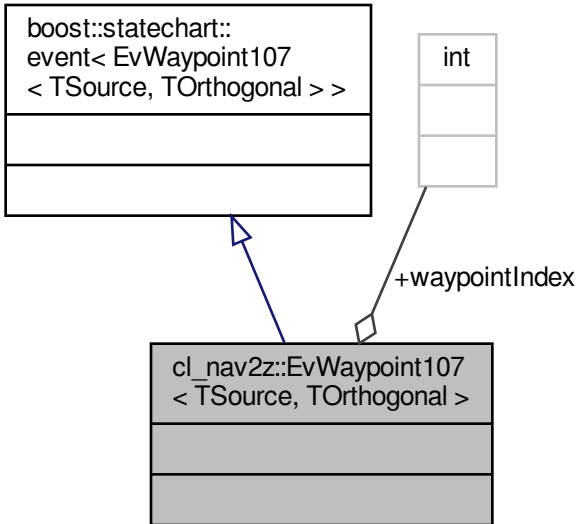 boost::statechart::
event< EvWaypoint107
< TSource, TOrthogonal > >
int
+waypointIndex
cl_nav2z::EvWaypoint107
< TSource, TOrthogonal >